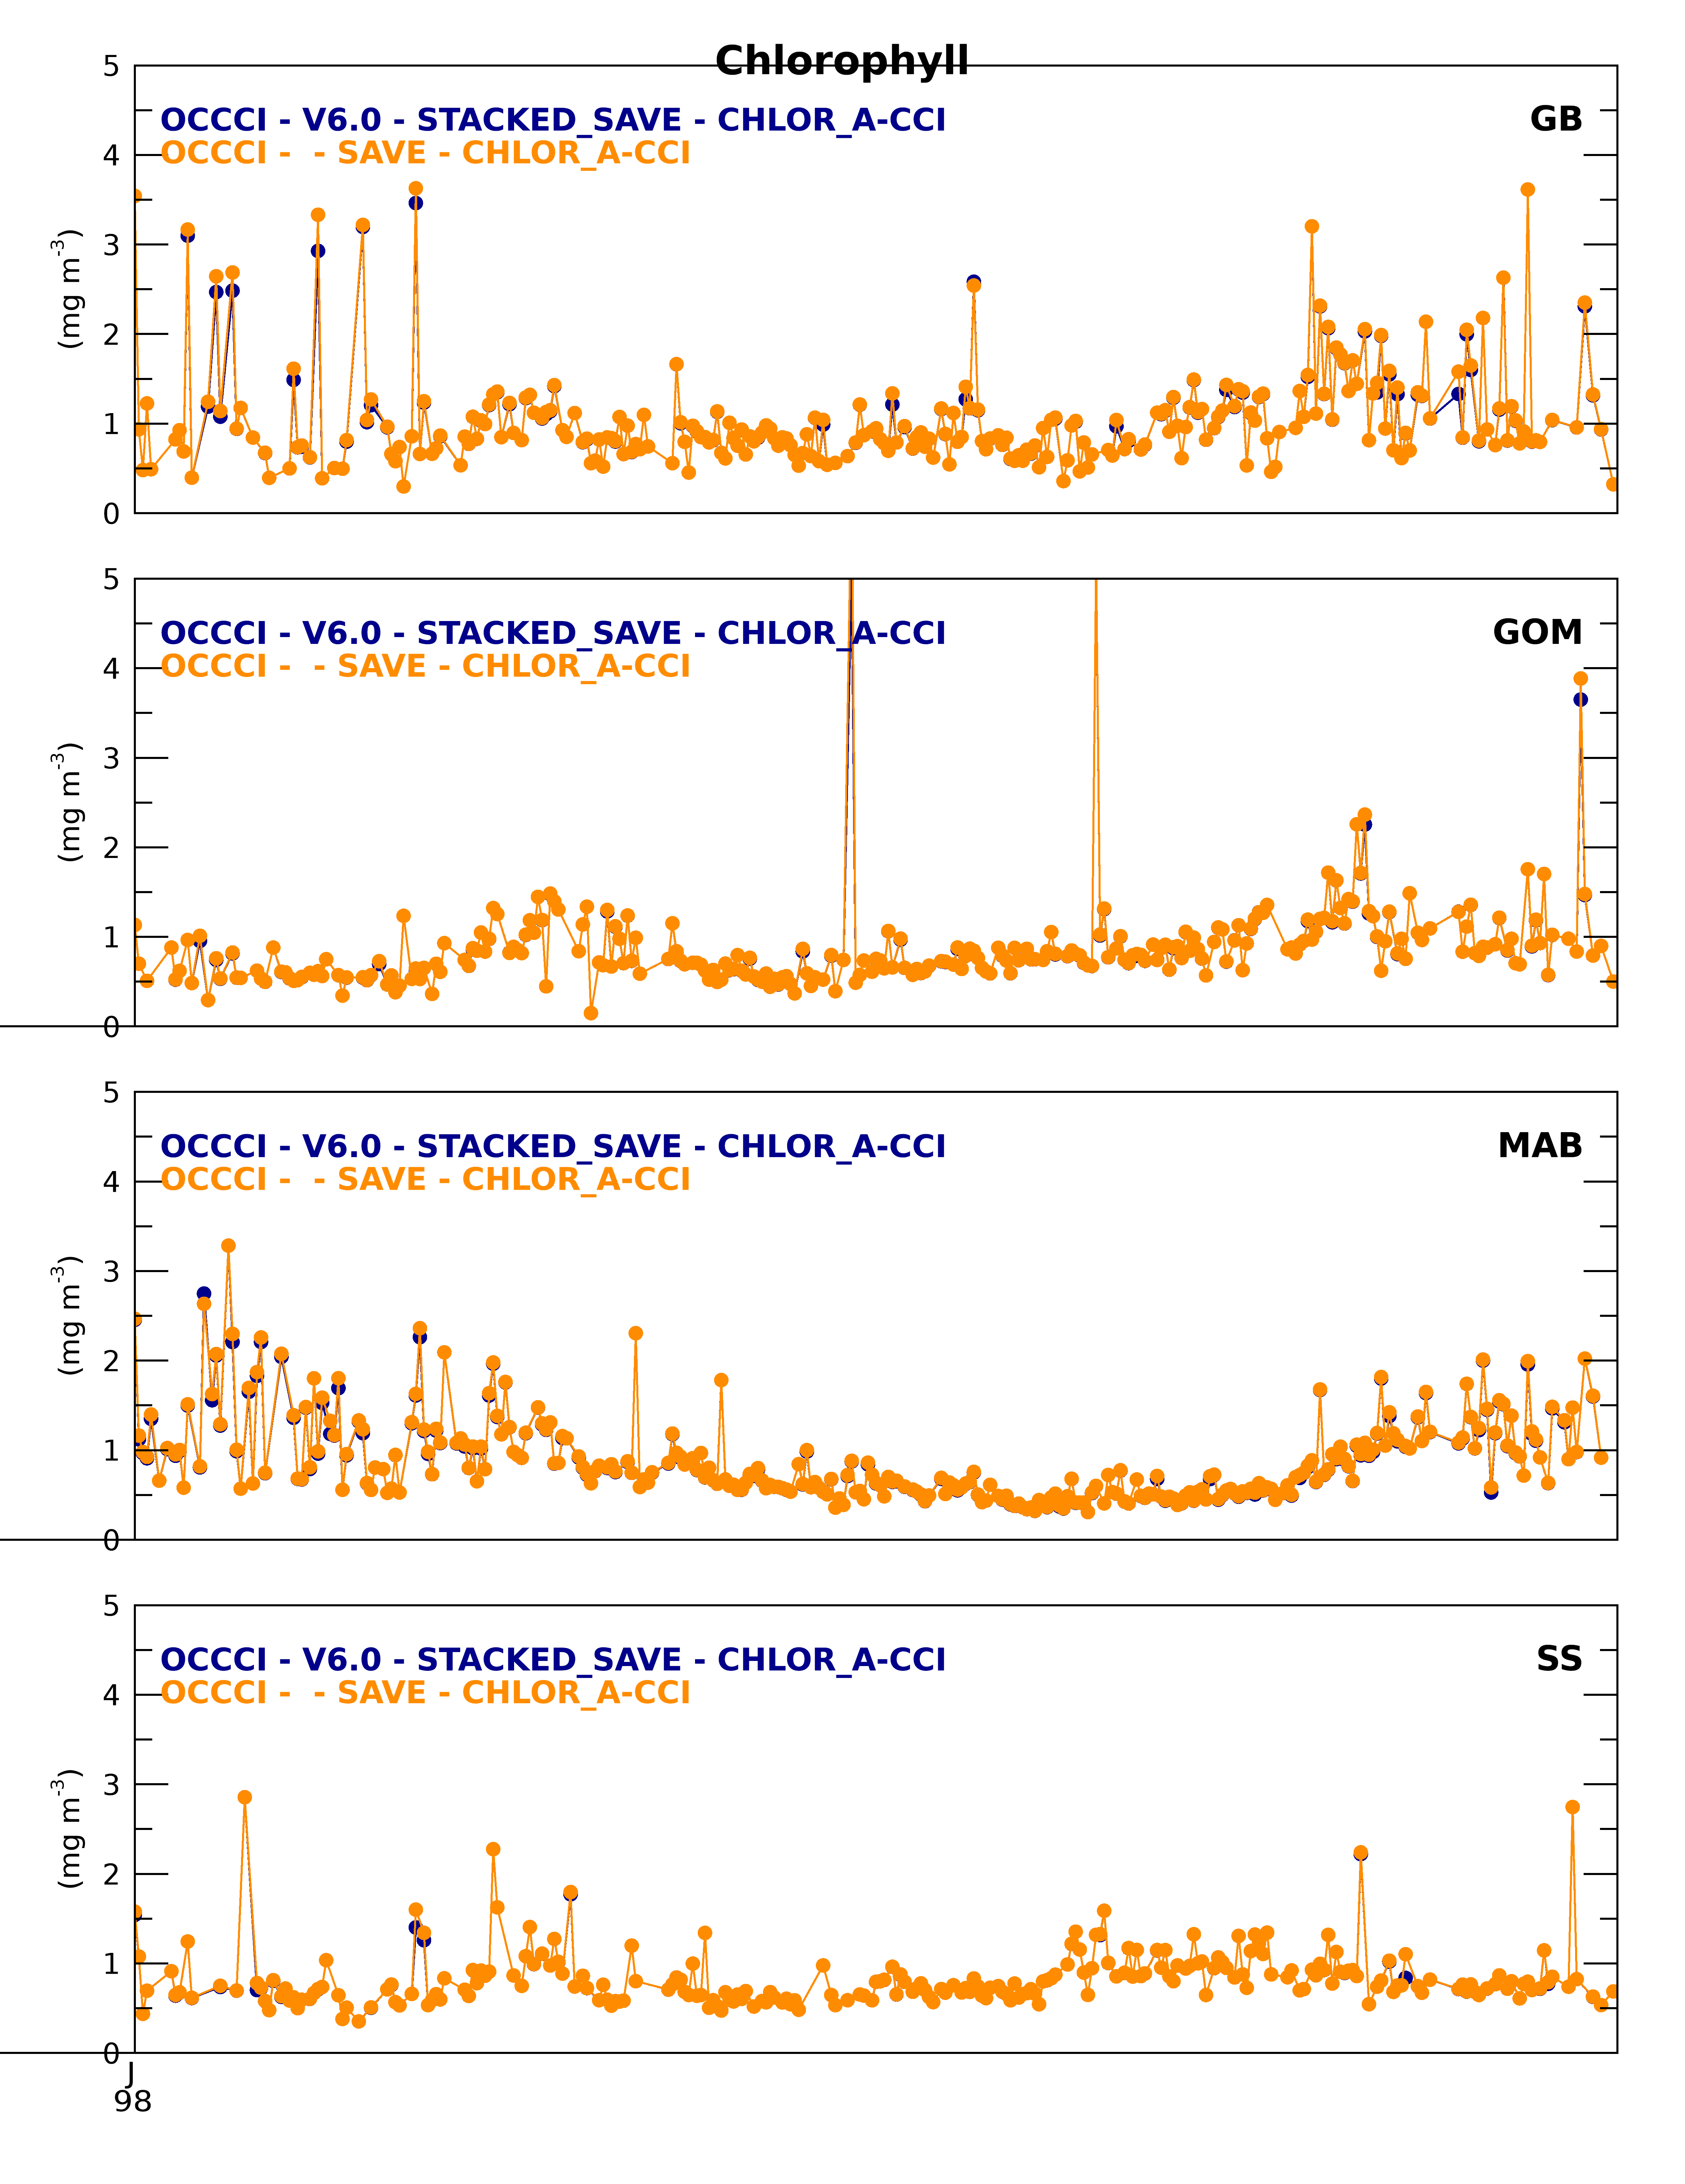 Chlorophyll
5
OCCCI - V6.0 - STACKED_SAVE - CHLOR_A-CCI
GB
OCCCI -  - SAVE - CHLOR_A-CCI
4
3
(mg m-3)
2
1
0
5
OCCCI - V6.0 - STACKED_SAVE - CHLOR_A-CCI
GOM
OCCCI -  - SAVE - CHLOR_A-CCI
4
3
(mg m-3)
2
1
0
5
OCCCI - V6.0 - STACKED_SAVE - CHLOR_A-CCI
MAB
OCCCI -  - SAVE - CHLOR_A-CCI
4
3
(mg m-3)
2
1
0
5
OCCCI - V6.0 - STACKED_SAVE - CHLOR_A-CCI
SS
OCCCI -  - SAVE - CHLOR_A-CCI
4
3
(mg m-3)
2
1
0
J
98